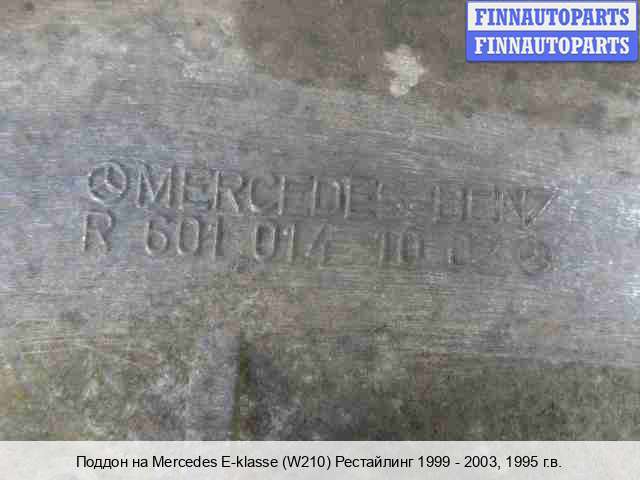 FINNAUTOPARTS
FINNAUTOPARTS
MERCEDES-BENZ
R 601 014 10
Поддон на Mercedes E-klasse (W210) Рестайлинг 1999 - 2003, 1995 г.в.